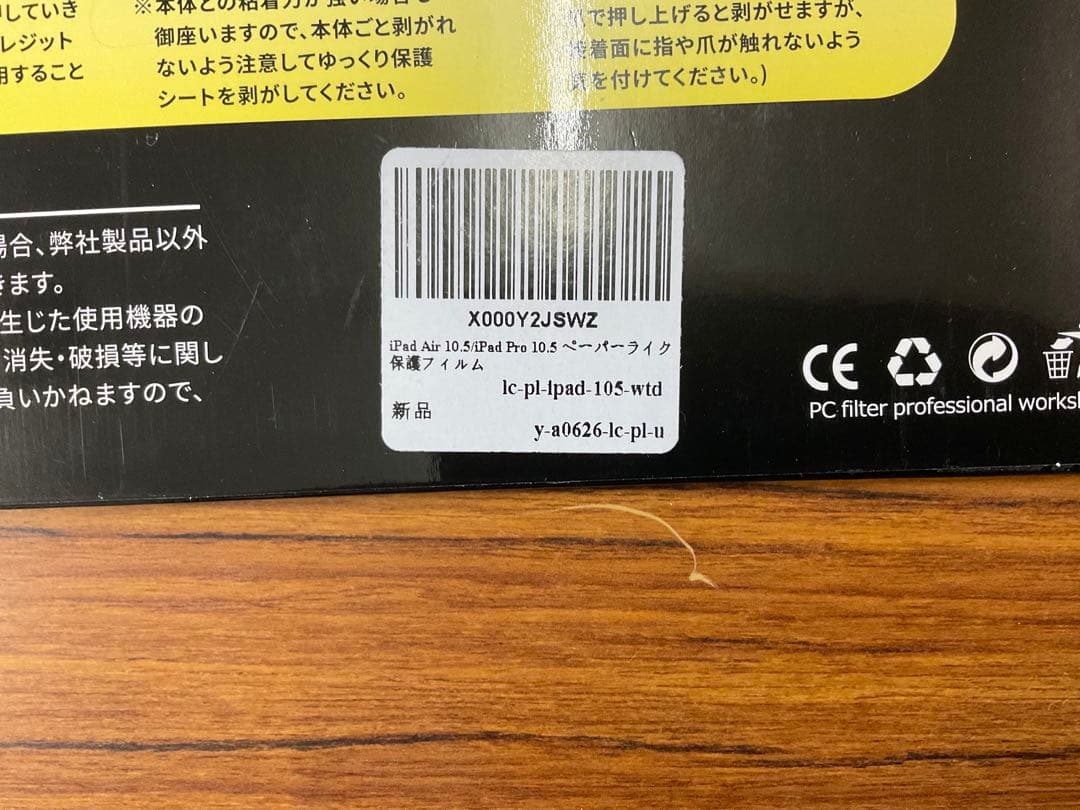 していき
レジット
用すること
※本体との粘着力が強い場合も
御座いますので、本体ごと剥がれ
ないよう注意してゆっくり保護
シートを剥がしてください。
で押し上げると剥がせますが、
接着面に指や爪が触れないよう
気を付けてください。)
場合、弊社製品以外
きます。
生じた使用機器の
消失・破損等に関し
負いかねますので、
X000Y2JSWZ
iPad Air 10.5/iPad Pro 10.5 ペーパーライク
保護フィルム
lc-pl-ipad-105-wtd
新品
y-a0626-lc-pl-u
CE
PC filter professional works